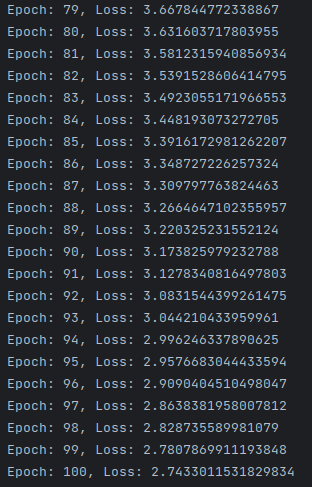 Epoch: 79, Loss: 3.667844772338867
Epoch: 80, Loss: 3.631603717803955
Epoch: 81, Loss: 3.5812315940856934
Epoch: 82, Loss: 3.5391528606414795
Epoch: 83, Loss: 3.4923055171966553
Epoch: 84, Loss: 3.448193073272705
Epoch: 85, Loss: 3.3916172981262207
Epoch: 86, Loss: 3.348727226257324
Epoch: 87, Loss: 3.309797763824463
Epoch: 88, Loss: 3.2664647102355957
Epoch: 89, Loss: 3.220325231552124
Epoch: 90, Loss: 3.173825979232788
Epoch: 91, Loss: 3.1278340816497803
Epoch: 92, Loss: 3.0831544399261475
Epoch: 93, Loss: 3.044210433959961
Epoch: 94, Loss: 2.996246337890625
Epoch: 95, Loss: 2.9576683044433594
Epoch: 96, Loss: 2.9090404510498047
Epoch: 97, Loss: 2.8638381958007812
Epoch: 98, Loss: 2.828735589981079
Epoch: 99, Loss: 2.7807869911193848
Epoch: 100, Loss: 2.7433011531829834